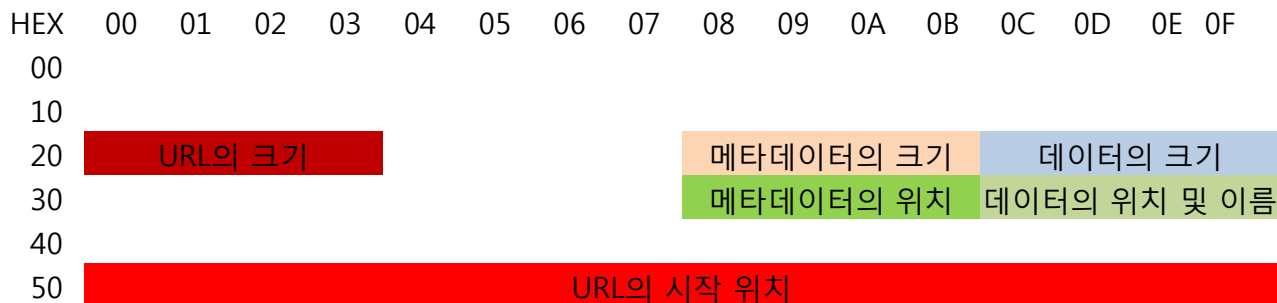 HEX 00 01 02 03 04 05 06 07 08 09 0A 0B 0C 0D 0E 0F
00
10
20 URL의 크기 메타데이터의 크기 데이터의 크기
30 메타데이터의 위치 데이터의 위치 및 이름
40
50 URL의 시작 위치